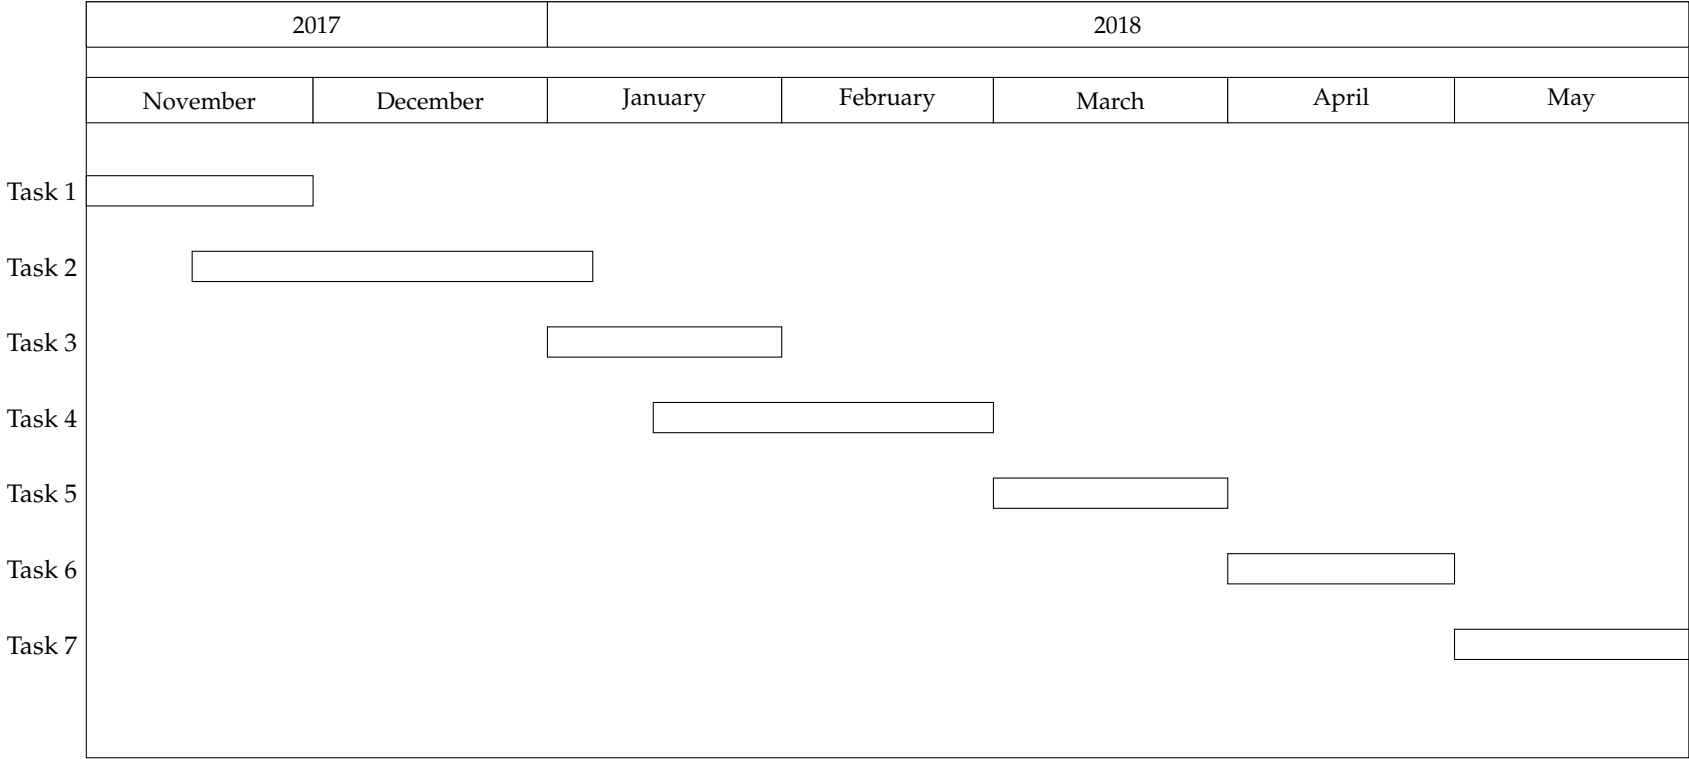 2017 2018
November December January February March April May
Task 1
Task 2
Task 3
Task 4
Task 5
Task 6
Task 7